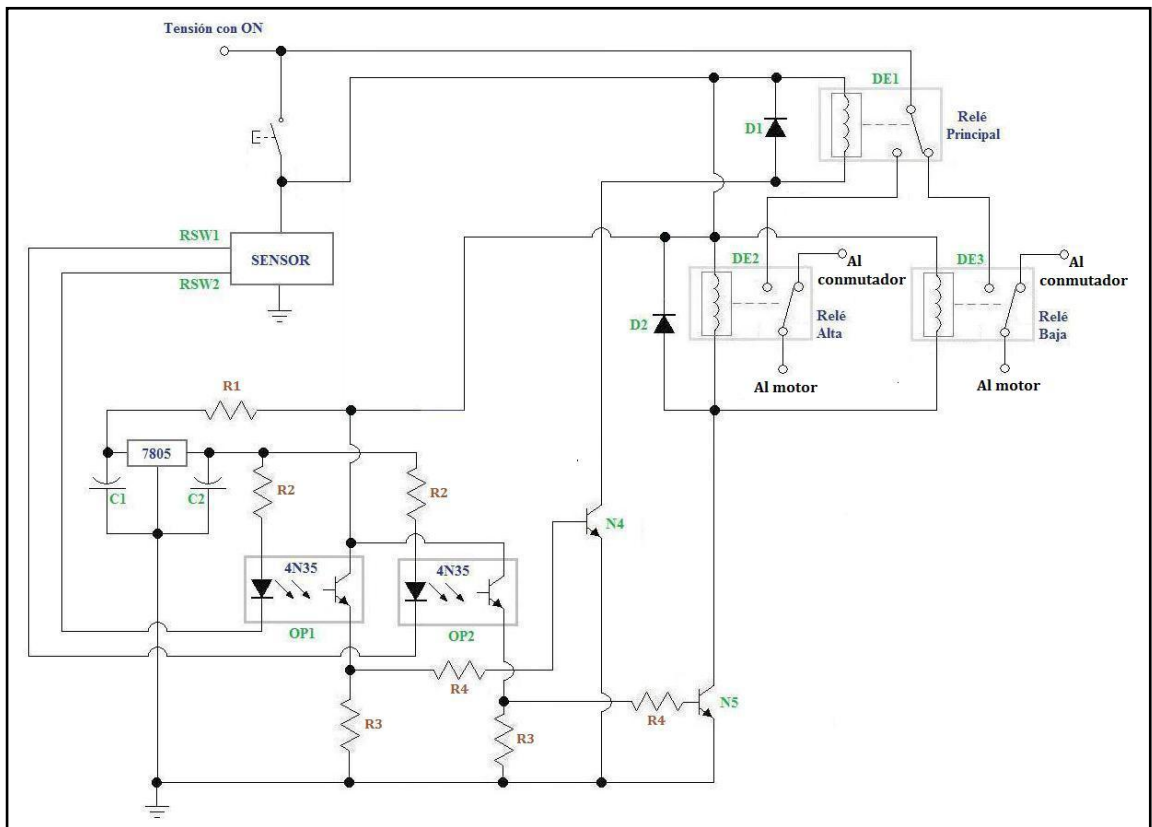 Tensión con ON
DE1
Relé
Principal
D1
RSW1
SENSOR
RSW2
DE2
Al
conmutador
DE3
Al
conmutador
D2
Relé
Alta
Relé
Baja
Al motor
Al motor
R1
7805
C1
C2
R2
R2
N4
4N35
4N35
OP1
OP2
R4
R4
N5
R3
R3